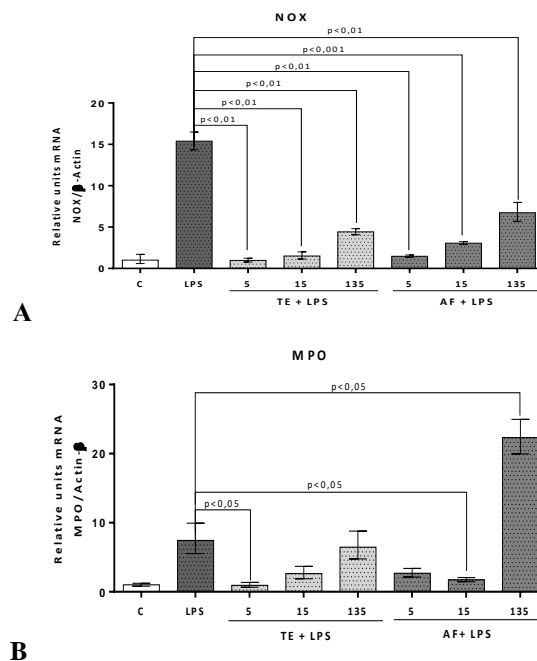 NOX
p<0,01
p<0,001
p<0,01
p<0,01
p<0,01
p<0,01
Relative units mRNA
NOX/β-Actin
20
15
10
5
0
C LPS 5 15 135 5 15 135
TE + LPS AF + LPS
A
MPO
p<0,05
p<0,05
p<0,05
Relative units mRNA
MPO/Actin-β
30
20
10
0
C LPS 5 15 135 5 15 135
TE + LPS AF+ LPS
B